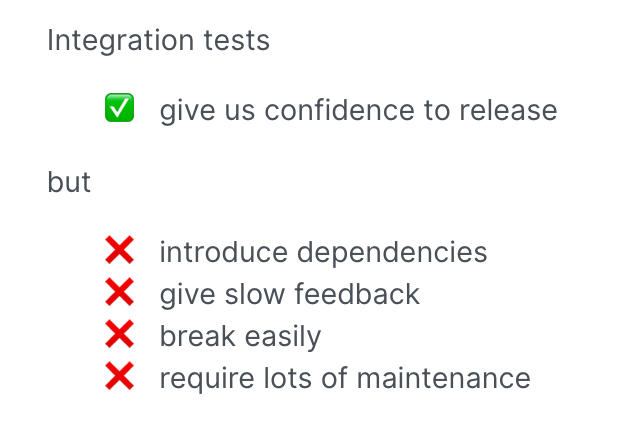 Integration tests
✅ give us confidence to release
but
❌ introduce dependencies
❌ give slow feedback
❌ break easily
❌ require lots of maintenance